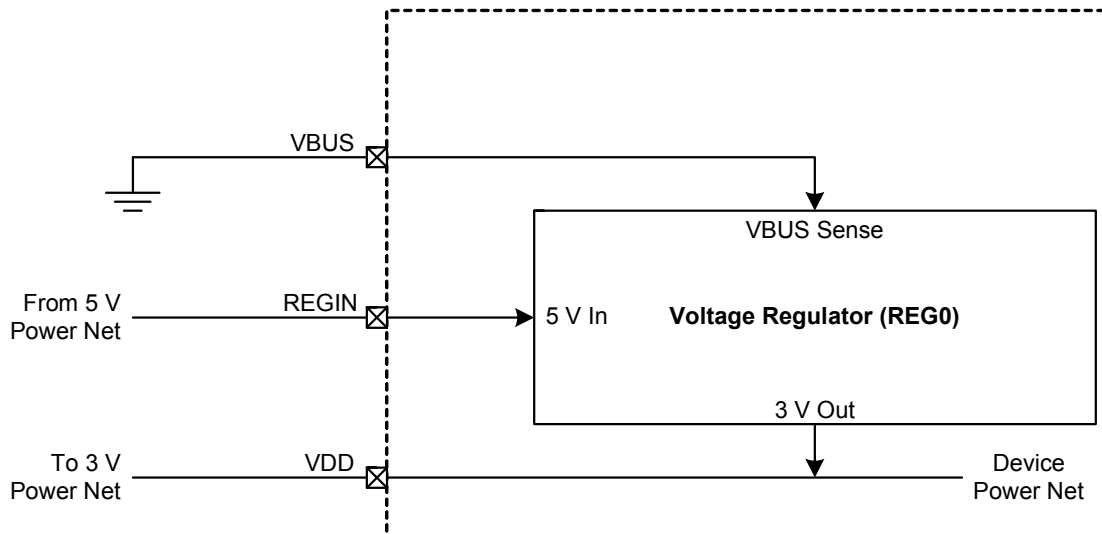 VBUS
VBUS Sense
From 5 V
Power Net
REGIN
5 V In
Voltage Regulator (REG0)
3 V Out
To 3 V
Power Net
VDD
Device
Power Net